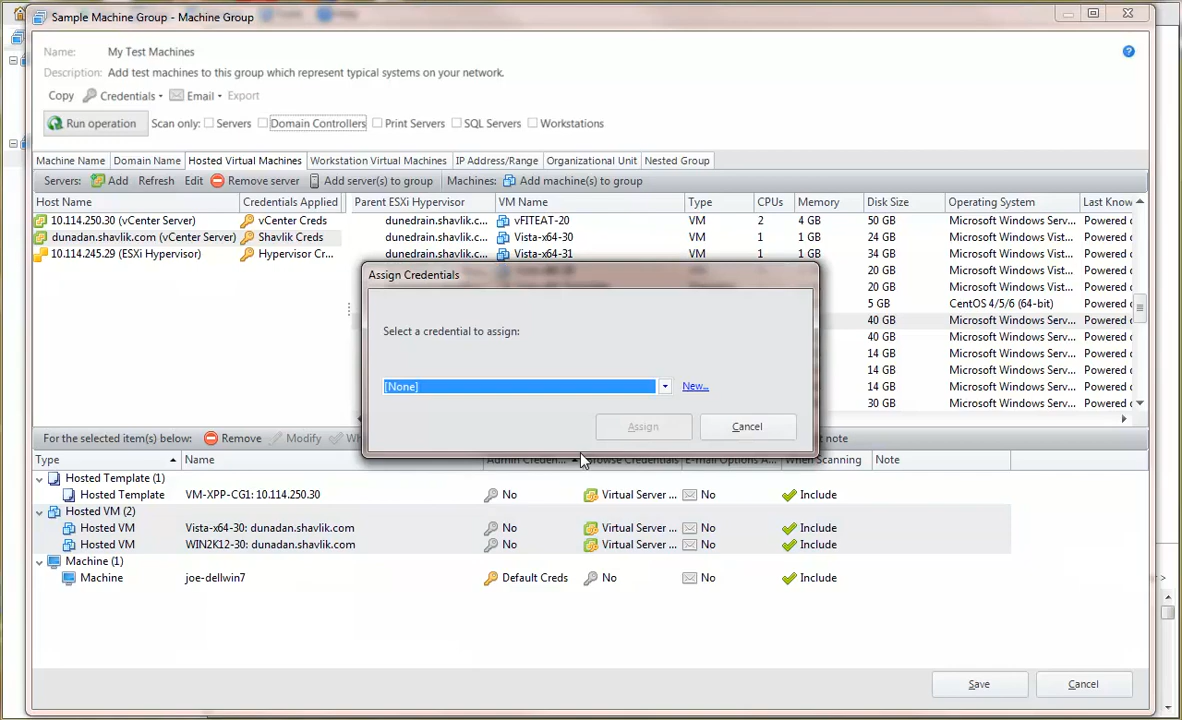 Sample Machine Group - Machine Group
Name: My Test Machines
Description: Add test machines to this group which represent typical systems on your network.
Copy Credentials Email Export
Run operation Scan only: Servers Domain Controllers Print Servers SQL Servers Workstations
Machine Name Domain Name Hosted Virtual Machines Workstation Virtual Machines IP Address/Range Organizational Unit Nested Group
Servers: Add Refresh Edit Remove server Add server(s) to group Machines: Add machine(s) to group
Host Name Credentials Applied Parent ESXi Hypervisor VM Name Type CPUs Memory Disk Size Operating System Last Know
10.114.250.30 (vCenter Server) vCenter Creds dunedrain.shavlik.c... vFITEAT-20 VM 2 4 GB 50 GB Microsoft Windows Serv... Powered
dunadan.shavlik.com (vCenter Server) Shavlik Creds dunedrain.shavlik.c... Vista-x64-30 VM 1 2 GB 24 GB Microsoft Windows Vist... Powered
10.114.245.29 (ESXi Hypervisor) Hypervisor Cr... dunedrain.shavlik.c... Vista-x64-31 VM 1 1 GB 34 GB Microsoft Windows Vist... Powered
20 GB Microsoft Windows Vist... Powered
20 GB Microsoft Windows Vist... Powered
5 GB CentOS 4/5/6 (64-bit) Powered
40 GB Microsoft Windows Serv... Powered
40 GB Microsoft Windows Serv... Powered
14 GB Microsoft Windows Serv... Powered
14 GB Microsoft Windows Serv... Powered
14 GB Microsoft Windows Serv... Powered
30 GB Microsoft Windows Serv... Powered
Assign Credentials
Select a credential to assign:
[None] New...
Assign Cancel
For the selected item(s) below: Remove Modify Wh note
Type Name Admin Creden... Browse Credentials E-mail Options A... When Scanning Note
Hosted Template (1)
Hosted Template VM-XPP-CG1: 10.114.250.30 No Virtual Server ... No Include
Hosted VM (2)
Hosted VM Vista-x64-30: dunadan.shavlik.com No Virtual Server ... No Include
Hosted VM WIN2K12-30: dunadan.shavlik.com No Virtual Server ... No Include
Machine (1)
Machine joe-dellwin7 Default Creds No No Include
Save Cancel